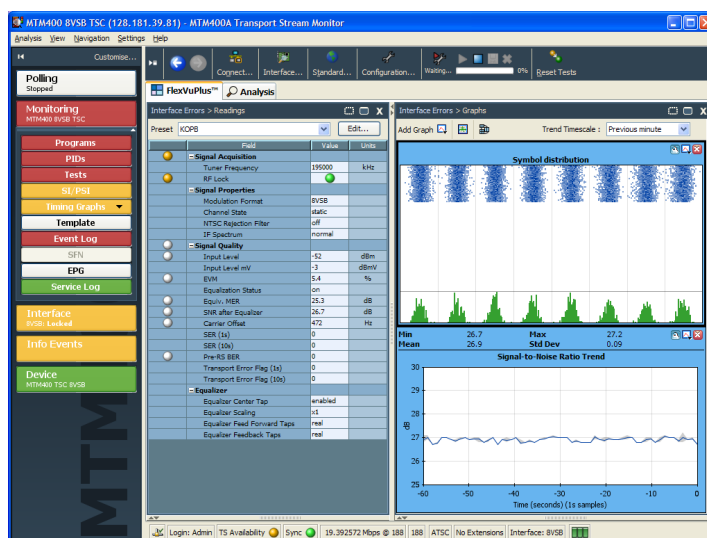 MTM400 8VSB TSC (128.181.39.81) - MTM400A Transport Stream Monitor
Analysis View Navigation Settings Help
Customise...
Connect... Interface... Standard... Configuration... Waiting... 0% Reset Tests
Polling
Stopped
Monitoring
MTM400 8VSB TSC
Programs
PIDs
Tests
SI/PSI
Timing Graphs
Template
Event Log
SFN
EPG
Service Log
Interface
8VSB: Locked
Info Events
Device
MTM400 TSC 8VSB
MTM
FlexVuPlus™ Analysis
Interface Errors > Readings
Preset KOPB Edit...
Field Value Units
Signal Acquisition
Tuner Frequency 195000 kHz
RF Lock
Signal Properties
Modulation Format 8VSB
Channel State static
NTSC Rejection Filter off
IF Spectrum normal
Signal Quality
Input Level -52 dBm
Input Level mV -3 dBmV
EVM 5.4 %
Equalization Status on
Equiv. MER 25.3 dB
SNR after Equalizer 26.7 dB
Carrier Offset 472 Hz
SER (1s) 0
SER (10s) 0
Pre-RS BER 0
Transport Error Flag (1s) 0
Transport Error Flag (10s) 0
Equalizer
Equalizer Center Tap enabled
Equalizer Scaling x1
Equalizer Feed Forward Taps real
Equalizer Feedback Taps real
Interface Errors > Graphs
Add Graph Trend Timescale : Previous minute
Symbol distribution
Min 26.7 Max 27.2
Mean 26.9 Std Dev 0.09
Signal-to-Noise Ratio Trend
30
29
28
27
26
25
dB
-60 -50 -40 -30 -20 -10 0
Time (seconds) (1s samples)
Login: Admin TS Availability Sync 19.392572 Mbps @ 188 188 ATSC No Extensions Interface: 8VSB